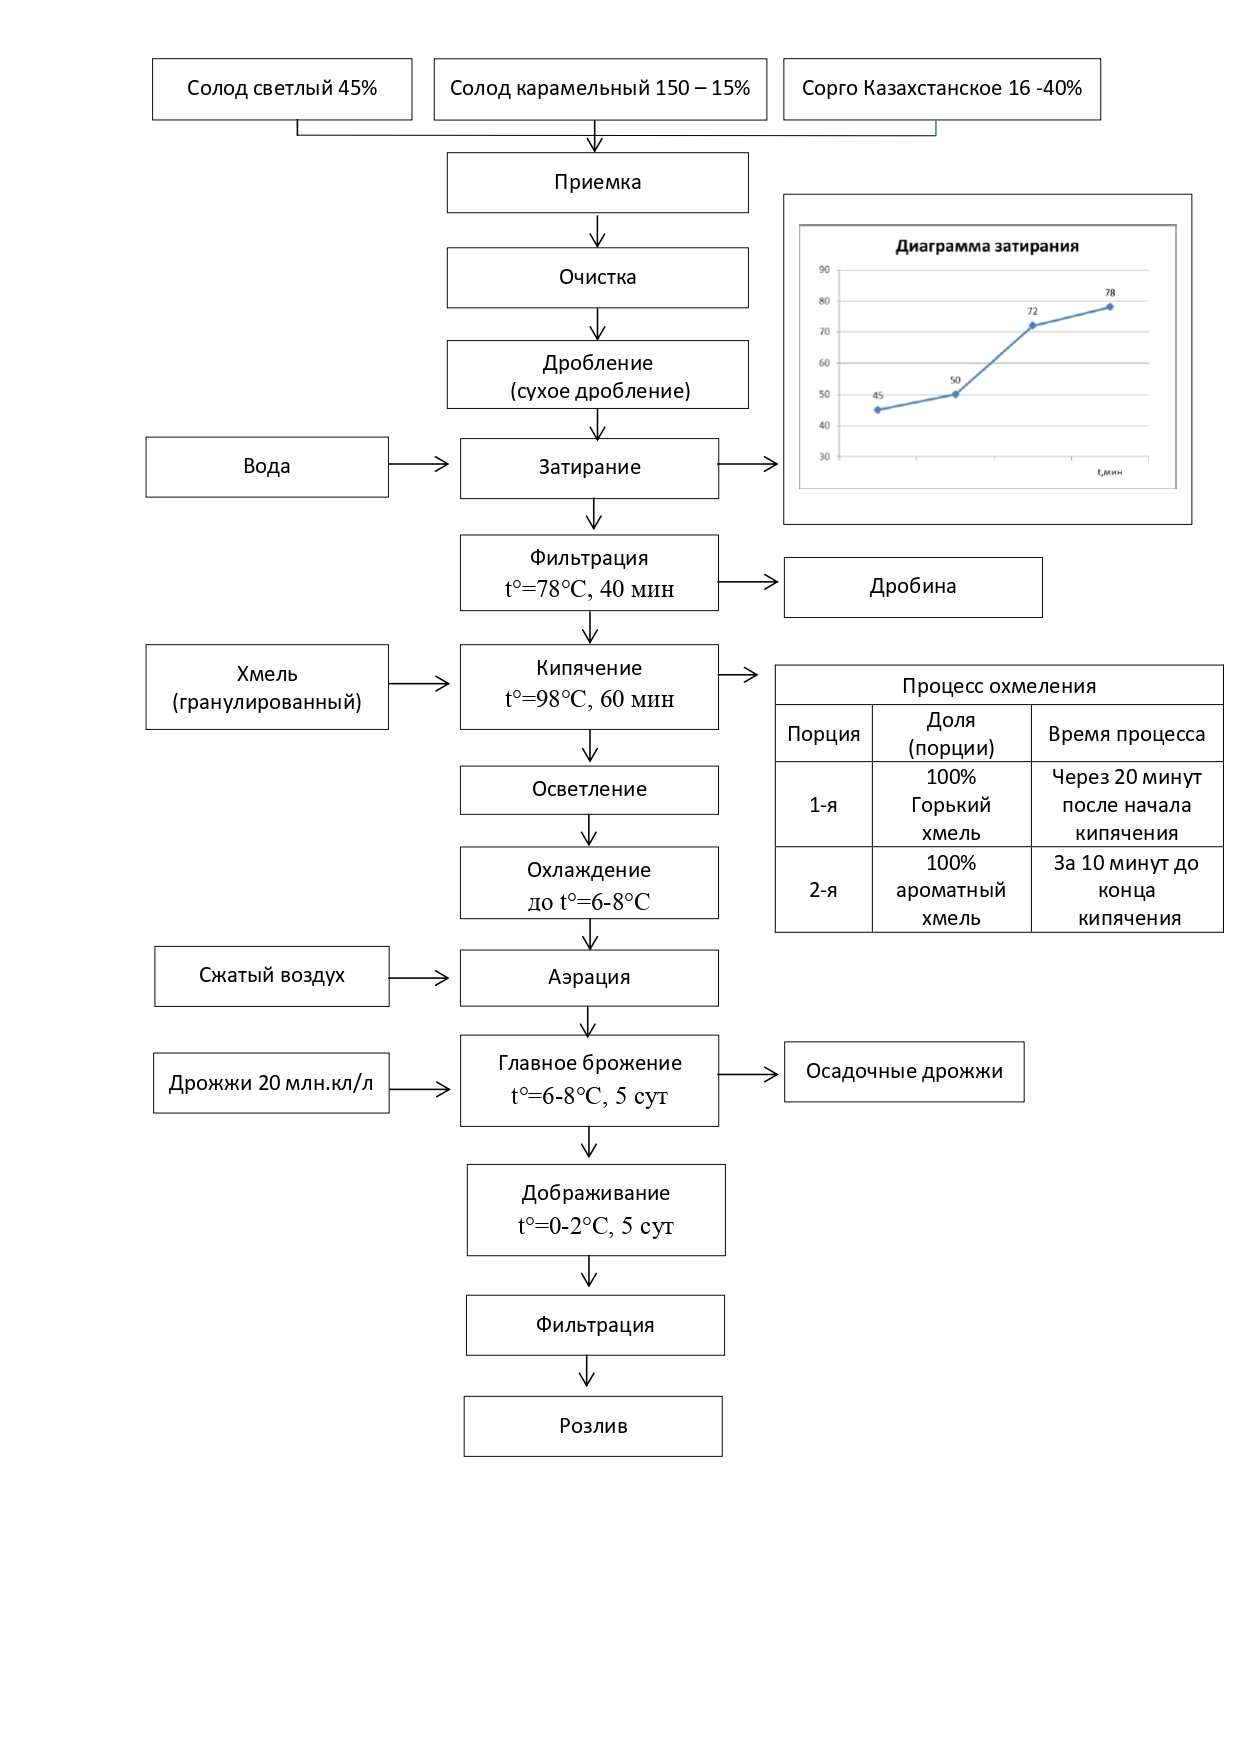 Солод светлый 45%
Солод карамельный 150 – 15%
Сорго Казахстанское 16 -40%
Приемка
Очистка
Дробление
(сухое дробление)
Диаграмма затирания
90
80
70
60
50
40
30
45
50
72
78
t,мин
Вода
Затирание
Фильтрация
t°=78°С, 40 мин
Дробина
Хмель
(гранулированный)
Кипячение
t°=98°С, 60 мин
Процесс охмеления
Порция
Доля
(порции)
Время процесса
1-я
100%
Горький
хмель
Через 20 минут
после начала
кипячения
2-я
100%
ароматный
хмель
За 10 минут до
конца
кипячения
Осветление
Охлаждение
до t°=6-8°С
Сжатый воздух
Аэрация
Дрожжи 20 млн.кл/л
Главное брожение
t°=6-8°С, 5 сут
Осадочные дрожжи
Дображивание
t°=0-2°С, 5 сут
Фильтрация
Розлив